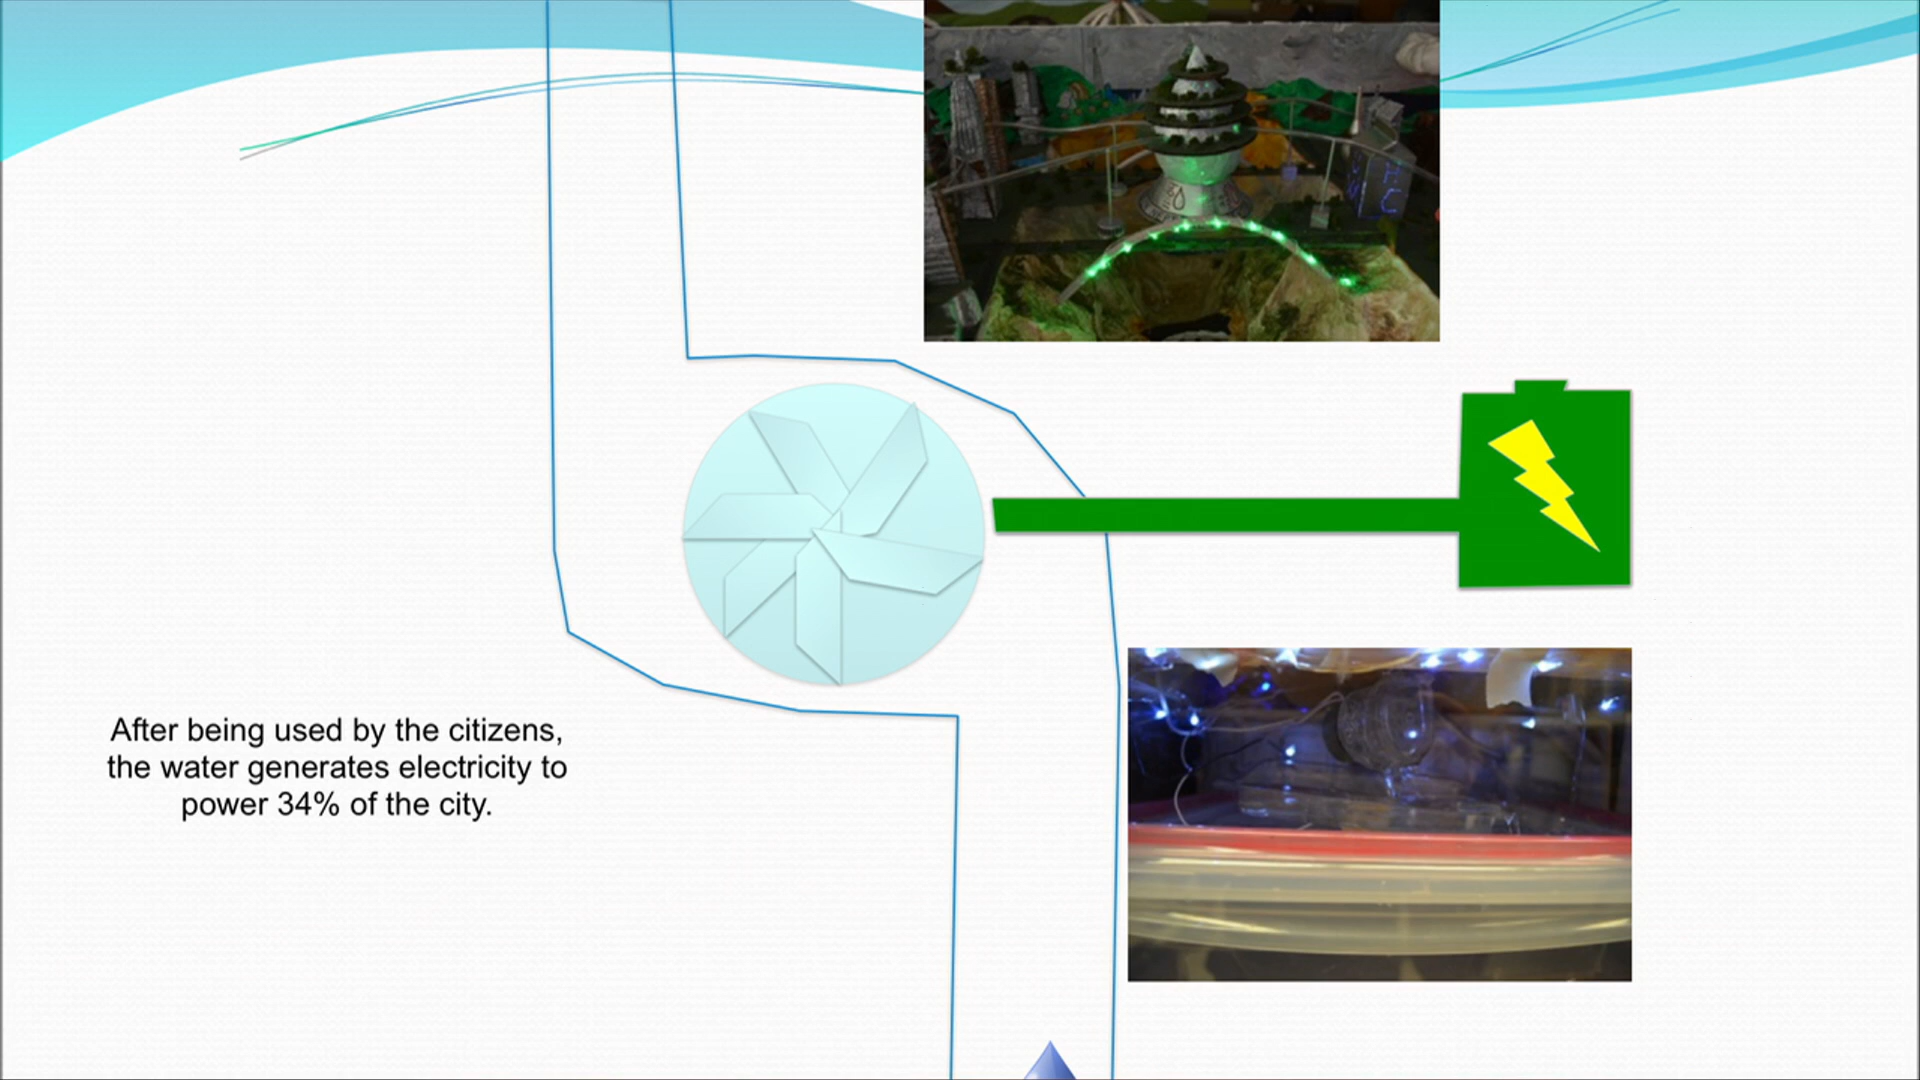 After being used by the citizens,
the water generates electricity to
power 34% of the city.